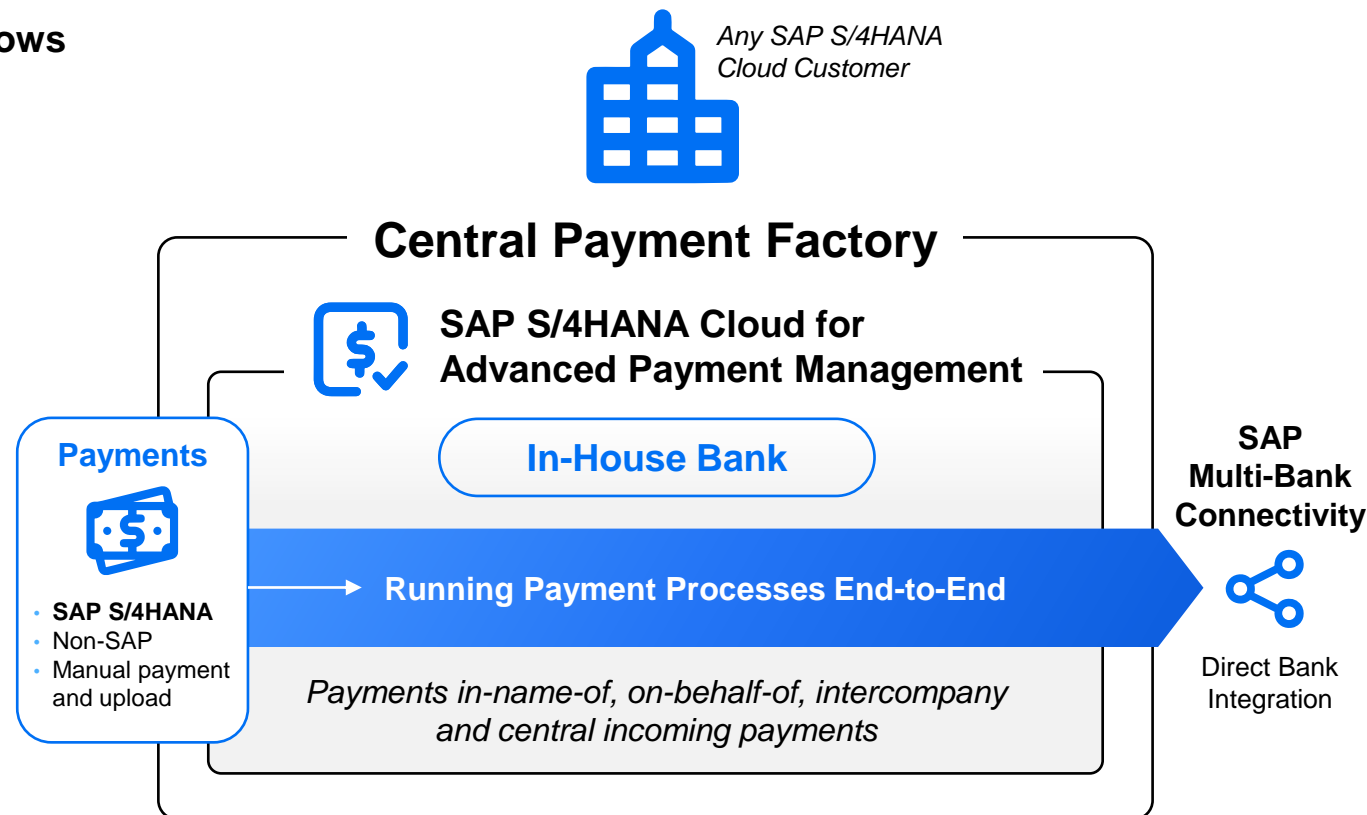 ows
Any SAP S/4HANA
Cloud Customer
Central Payment Factory
SAP S/4HANA Cloud for
Advanced Payment Management
Payments
• SAP S/4HANA
• Non-SAP
• Manual payment
and upload
In-House Bank
Running Payment Processes End-to-End
Payments in-name-of, on-behalf-of, intercompany
and central incoming payments
SAP
Multi-Bank
Connectivity
Direct Bank
Integration